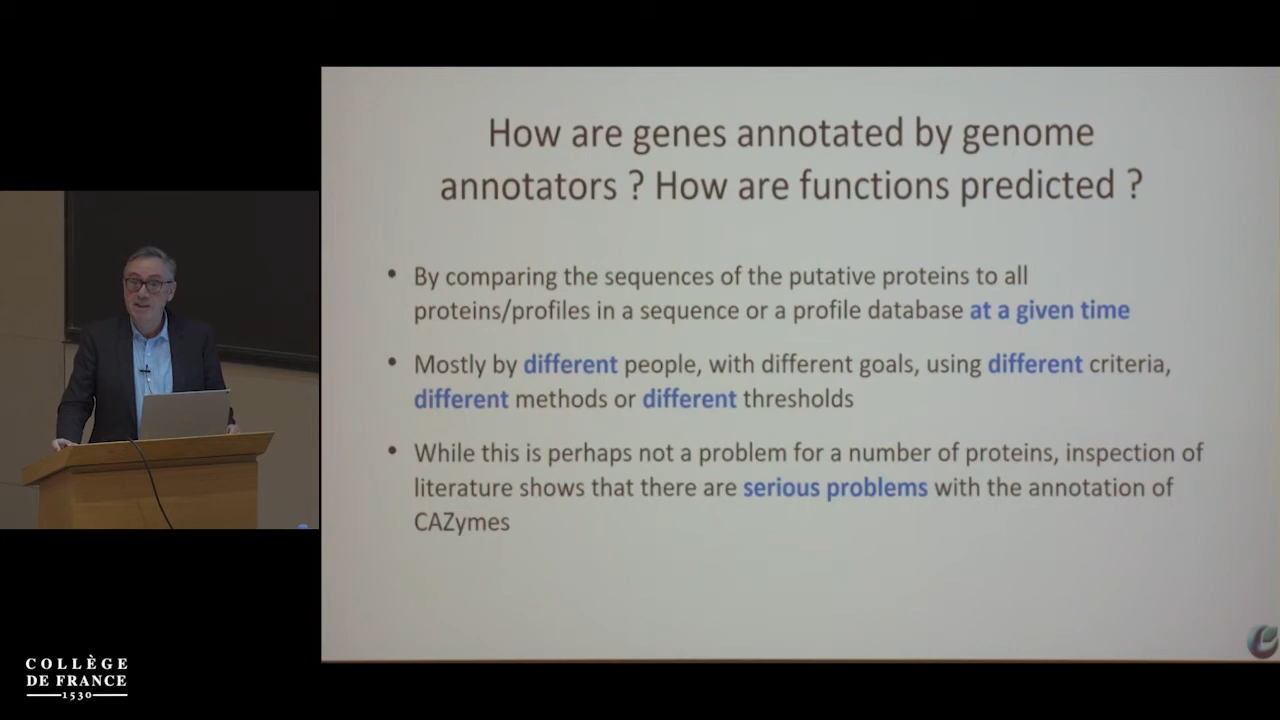 How are genes annotated by genome
annotators ? How are functions predicted ?
• By comparing the sequences of the putative proteins to all
proteins/profiles in a sequence or a profile database at a given time
• Mostly by different people, with different goals, using different criteria,
different methods or different thresholds
• While this is perhaps not a problem for a number of proteins, inspection of
literature shows that there are serious problems with the annotation of
CAZymes
COLLÈGE
DE FRANCE
1530